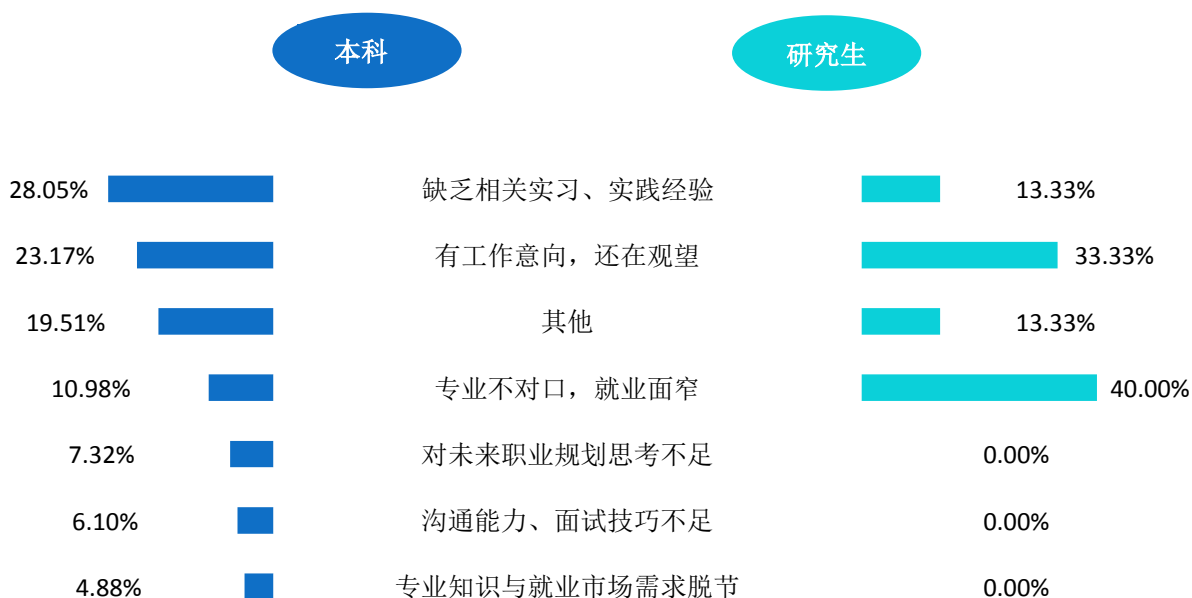 本科 研究生
28.05% 缺乏相关实习、实践经验 13.33%
23.17% 有工作意向，还在观望 33.33%
19.51% 其他 13.33%
10.98% 专业不对口，就业面窄 40.00%
7.32% 对未来职业规划思考不足 0.00%
6.10% 沟通能力、面试技巧不足 0.00%
4.88% 专业知识与就业市场需求脱节 0.00%